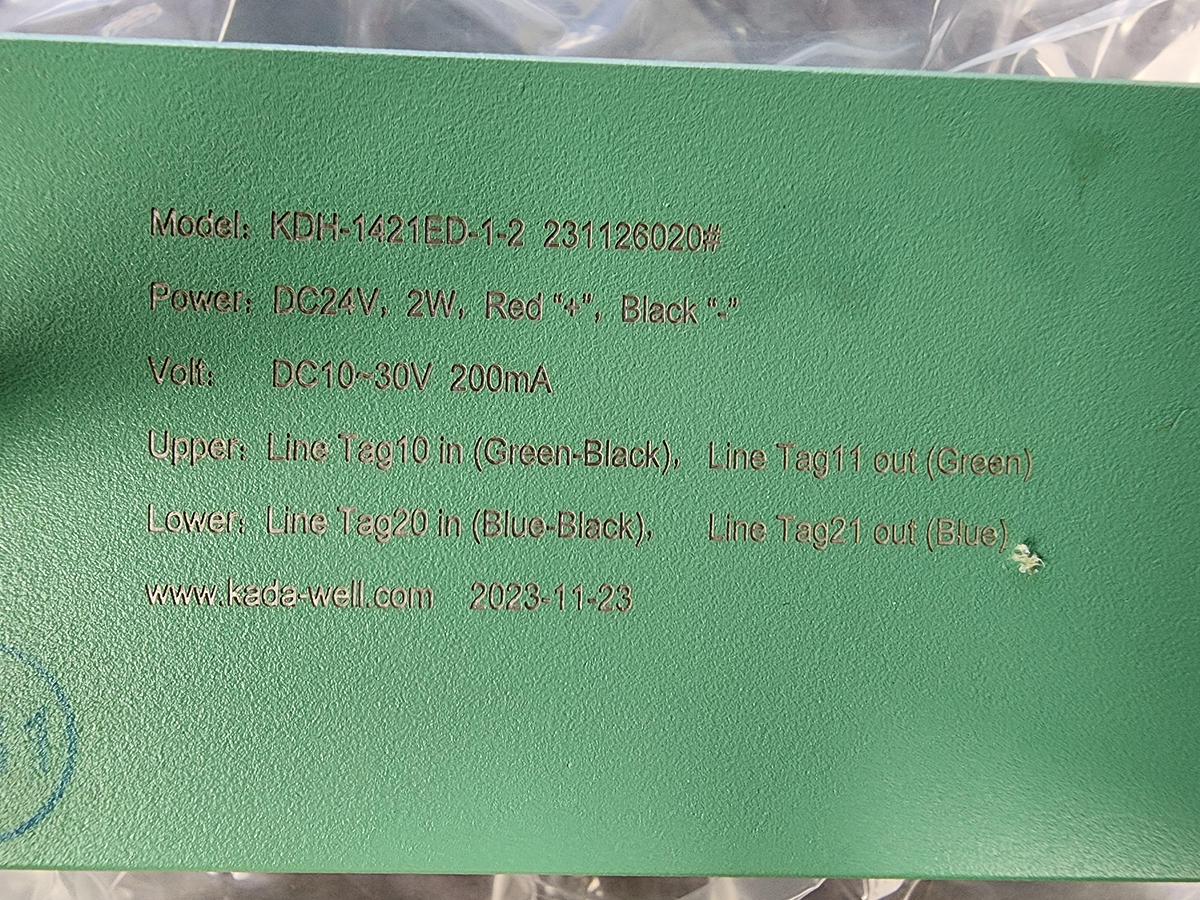 Model: KDH-1421ED-1-2 231126020#
Power: DC24V, 2W, Red “+”, Black “-”
Volt: DC10~30V 200mA
Upper: Line Tag10 in (Green-Black), Line Tag11 out (Green)
Lower: Line Tag20 in (Blue-Black), Line Tag21 out (Blue)
www.kada-well.com 2023-11-23